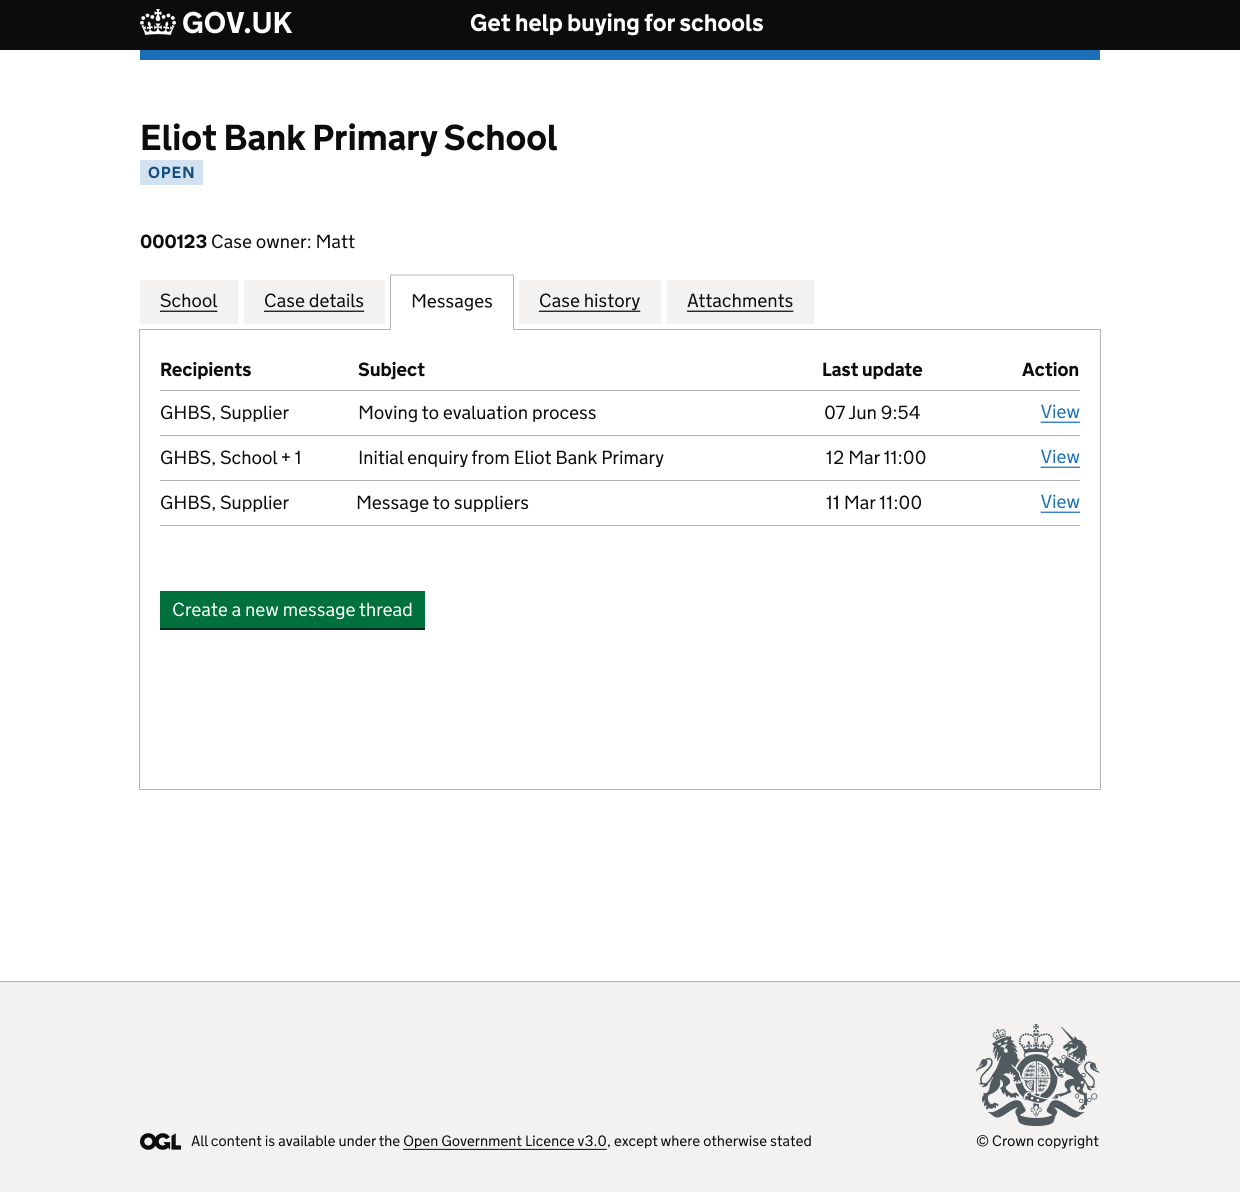 GOV.UK Get help buying for schools
Eliot Bank Primary School
OPEN
000123 Case owner: Matt
School Case details Messages Case history Attachments
Recipients Subject Last update Action
GHBS, Supplier Moving to evaluation process 07 Jun 9:54 View
GHBS, School + 1 Initial enquiry from Eliot Bank Primary 12 Mar 11:00 View
GHBS, Supplier Message to suppliers 11 Mar 11:00 View
Create a new message thread
OGL All content is available under the Open Government Licence v3.0, except where otherwise stated © Crown copyright